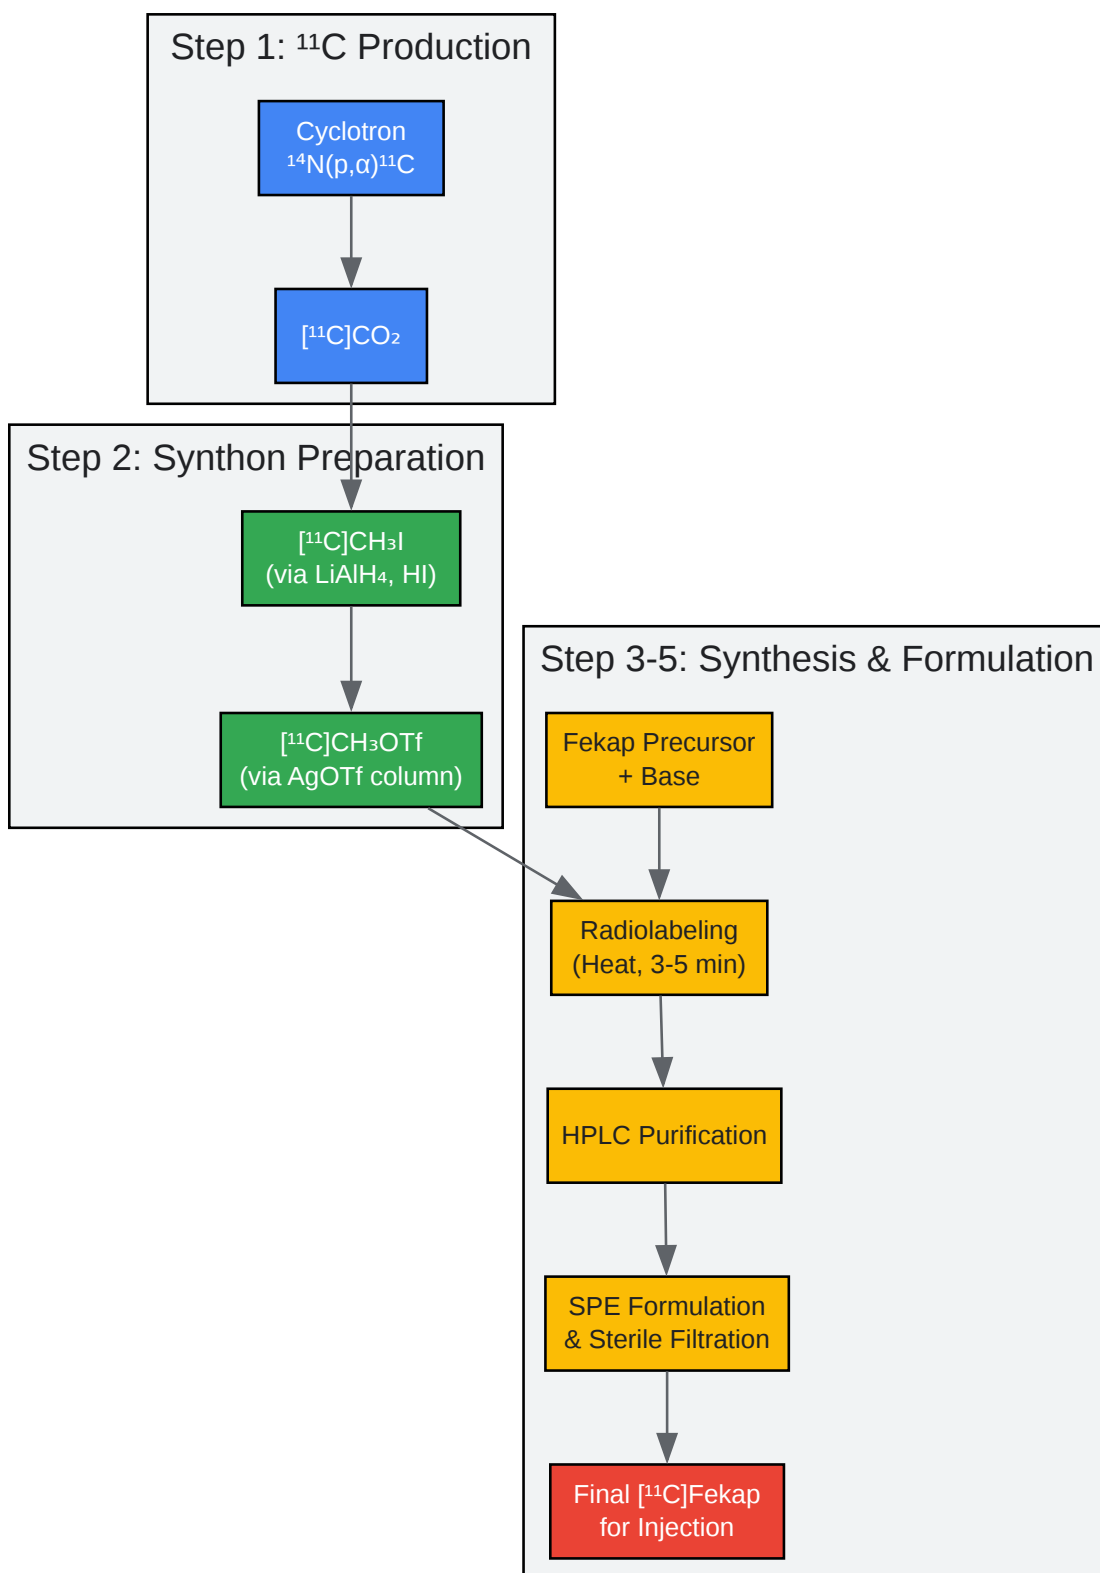 Step 1: ¹¹C Production
Cyclotron
¹⁴N(p,α)¹¹C
[¹¹C]CO₂
Step 2: Synthon Preparation
[¹¹C]CH₃I
(via LiAlH₄, HI)
[¹¹C]CH₃OTf
(via AgOTf column)
Step 3-5: Synthesis & Formulation
Fekap Precursor
+ Base
Radiolabeling
(Heat, 3-5 min)
HPLC Purification
SPE Formulation
& Sterile Filtration
Final [¹¹C]Fekap
for Injection